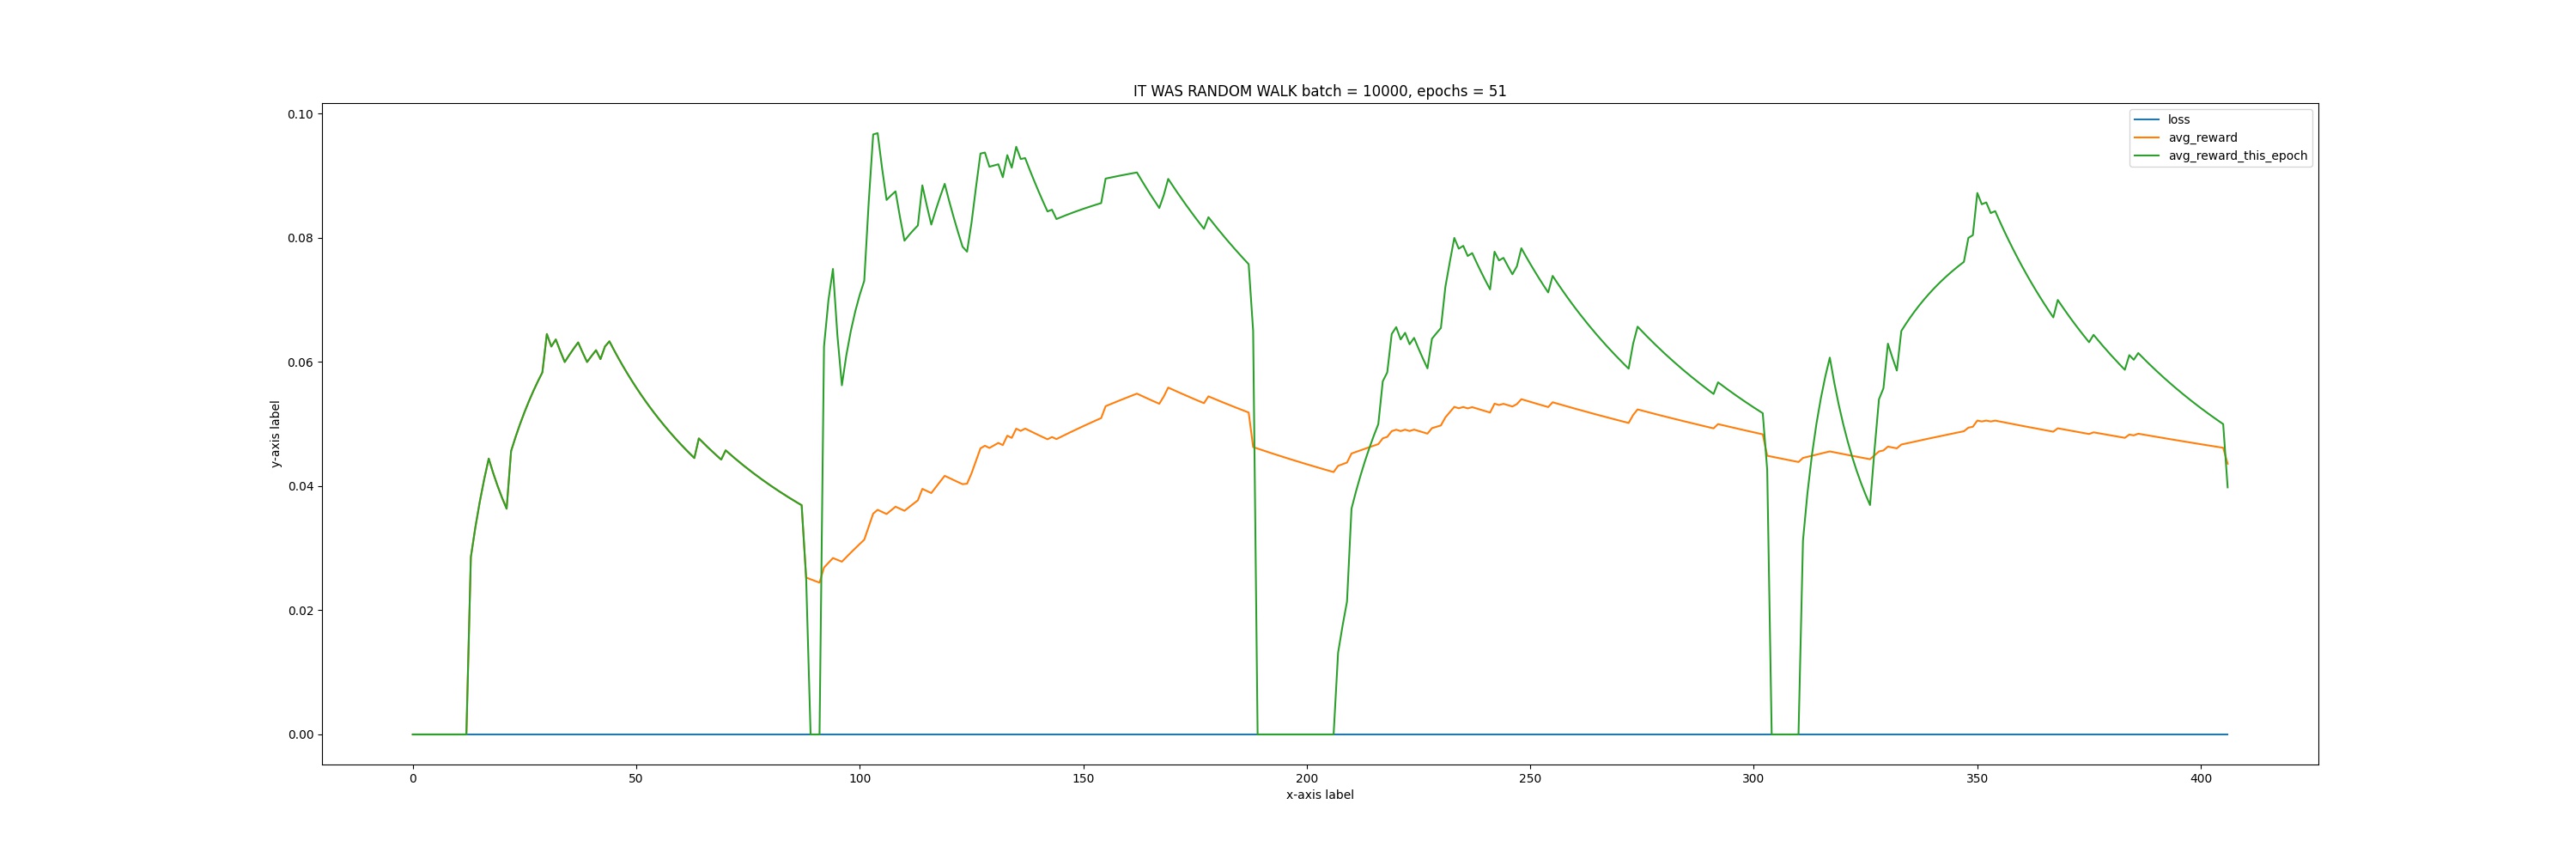 IT WAS RANDOM WALK batch = 10000, epochs = 51
loss
avg_reward
avg_reward_this_epoch
y-axis label
0.10
0.08
0.06
0.04
0.02
0.00
0 50 100 150 200 250 300 350 400
x-axis label